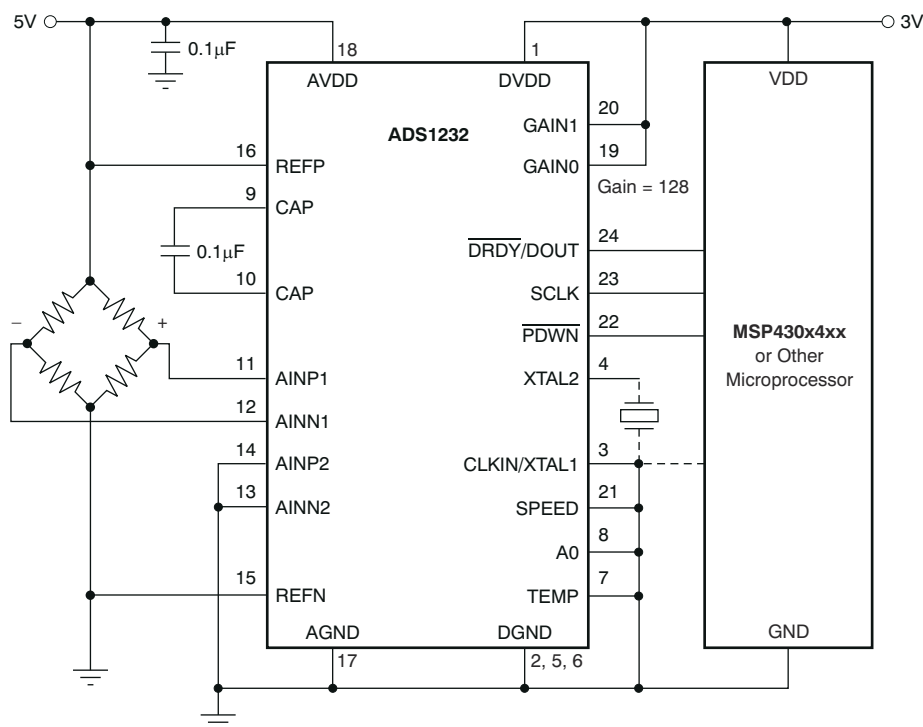 5V
3V
0.1μF
18
1
AVDD
DVDD
VDD
ADS1232
20
GAIN1
19
GAIN0
Gain = 128
16
REFP
9
CAP
0.1μF
10
CAP
24
DRDY/DOUT
23
SCLK
22
PDWN
MSP430x4xx
or Other
Microprocessor
–
+
11
AINP1
12
AINN1
14
AINP2
13
AINN2
4
XTAL2
3
CLKIN/XTAL1
21
SPEED
8
A0
7
TEMP
15
REFN
AGND
DGND
GND
17
2, 5, 6